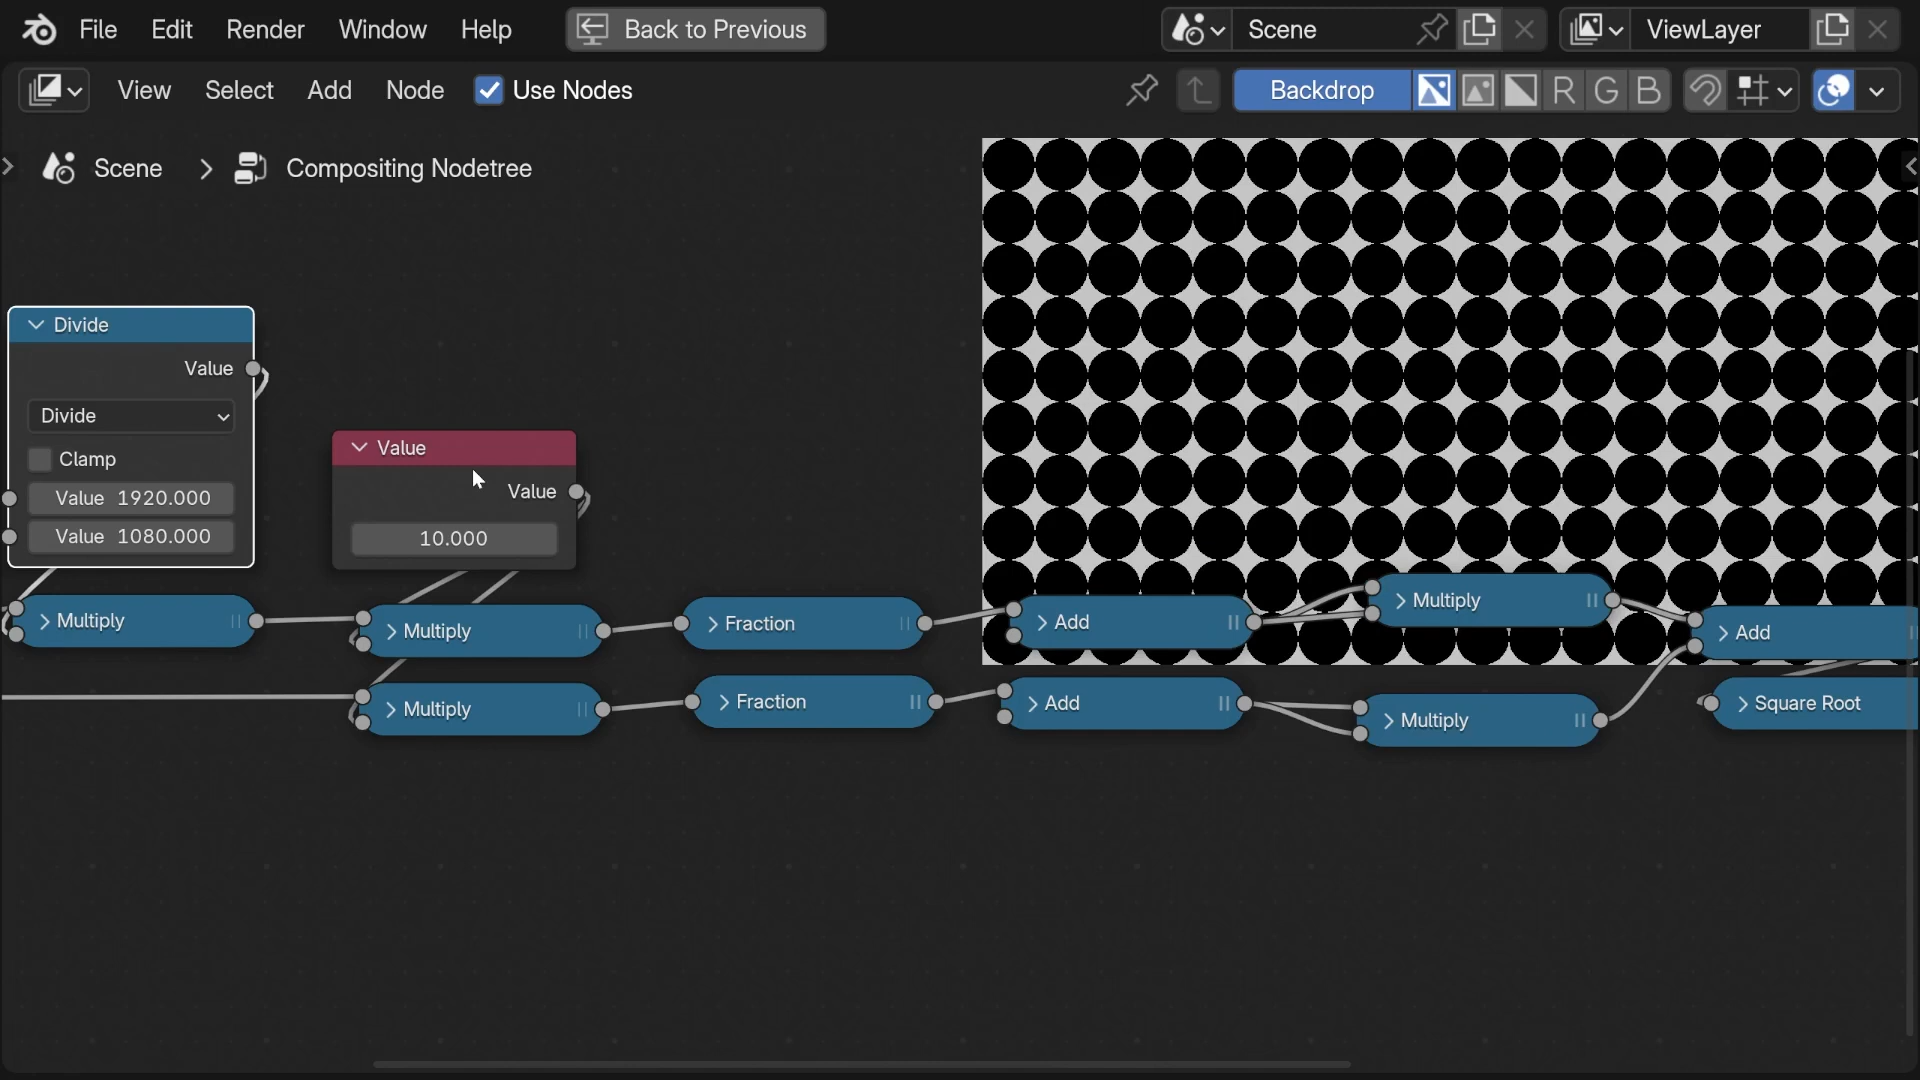 File Edit Render Window Help Back to Previous Scene ViewLayer
View Select Add Node Use Nodes Backdrop R G B
Scene Compositing Nodetree
Divide
Value
Divide
Clamp
Value 1920.000
Value 1080.000
Value
Value
10.000
Multiply
Multiply
Fraction
Add
Multiply
Add
Multiply
Fraction
Add
Multiply
Square Root